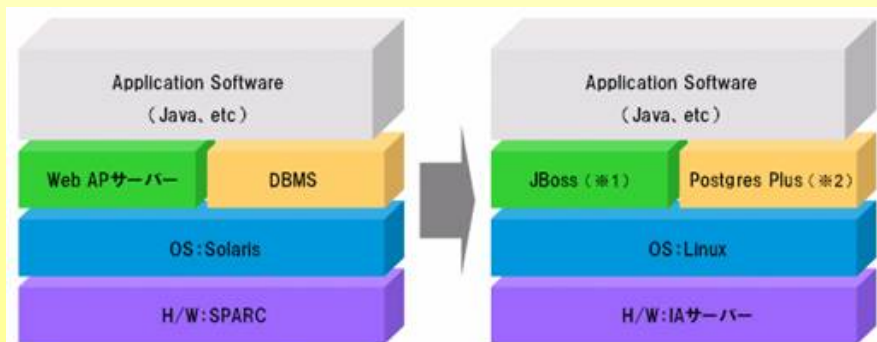 Application Software
（Java、etc）
Web APサーバー
DBMS
OS：Solaris
H/W：SPARC
Application Software
（Java、etc）
JBoss（※1）
Postgres Plus（※2）
OS：Linux
H/W：IAサーバー